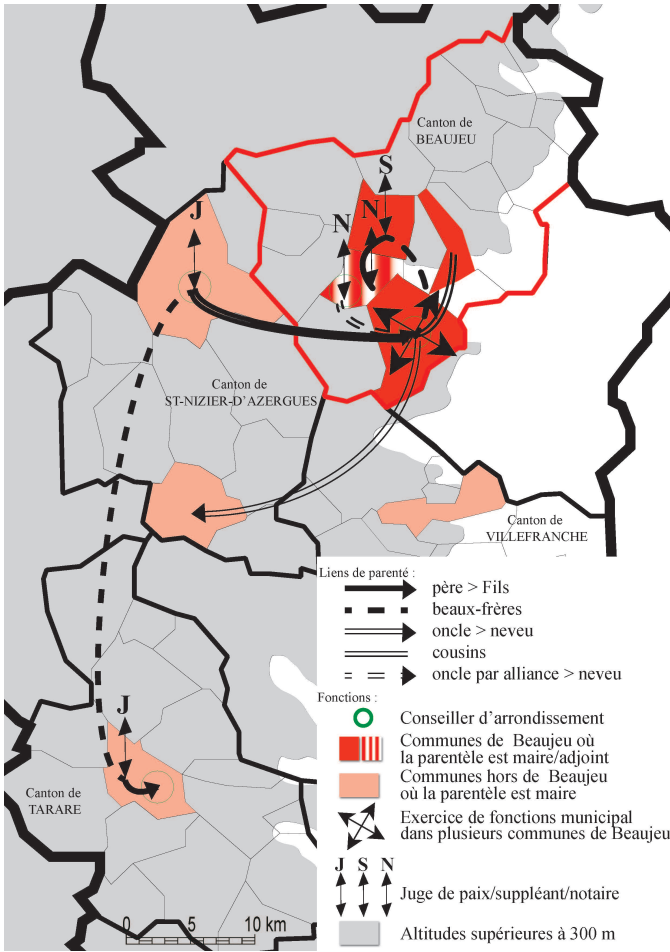 Canton de
BEAUJEU
S
J
N
N
Canton de
ST-NIZIER-D'AZERGUES
Canton de
VILLEFRANCHE
Liens de parenté :
père > Fils
beaux-frères
oncle > neveu
cousins
oncle par alliance > neveu
Fonctions :
Conseiller d'arrondissement
Communes de Beaujeu où
la parentèle est maire/adjoint
Communes hors de Beaujeu
où la parentèle est maire
Exercice de fonctions municipal
dans plusieurs communes de Beaujeu
J S N
Juge de paix/suppléant/notaire
Altitudes supérieures à 300 m
J
Canton de
TARARE
0 5 10 km